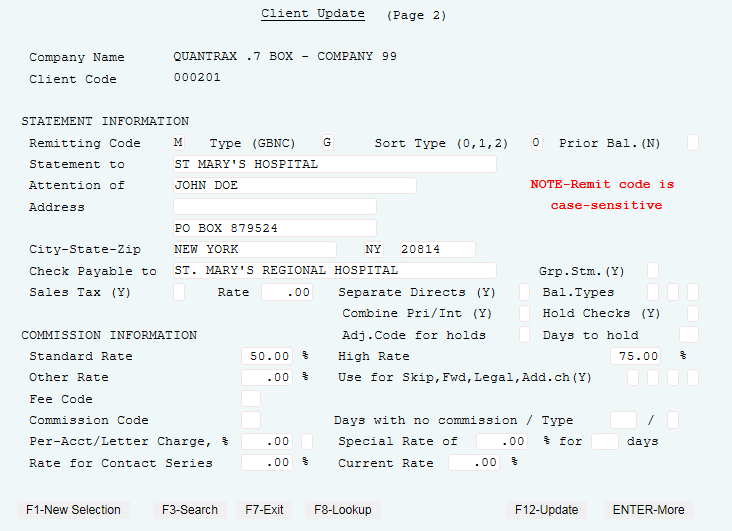 Client Update (Page 2)
Company Name QUANTRAX .7 BOX - COMPANY 99
Client Code 000201
STATEMENT INFORMATION
Remitting Code M Type (GBNC) G Sort Type (0,1,2) 0 Prior Bal.(N)
Statement to ST MARY'S HOSPITAL
Attention of JOHN DOE NOTE-Remit code is
Address case-sensitive
PO BOX 879524
City-State-Zip NEW YORK NY 20814
Check Payable to ST. MARY'S REGIONAL HOSPITAL Grp.Stm.(Y)
Sales Tax (Y) Rate .00 Separate Directs (Y) Bal.Types
Combine Pri/Int (Y) Hold Checks (Y)
COMMISSION INFORMATION Adj.Code for holds Days to hold
Standard Rate 50.00 % High Rate 75.00 %
Other Rate .00 % Use for Skip,Fwd,Legal,Add.ch(Y)
Fee Code
Commission Code Days with no commission / Type /
Per-Acct/Letter Charge, % .00 Special Rate of .00 % for days
Rate for Contact Series .00 % Current Rate .00 %
F1-New Selection F3-Search F7-Exit F8-Lookup F12-Update ENTER-More